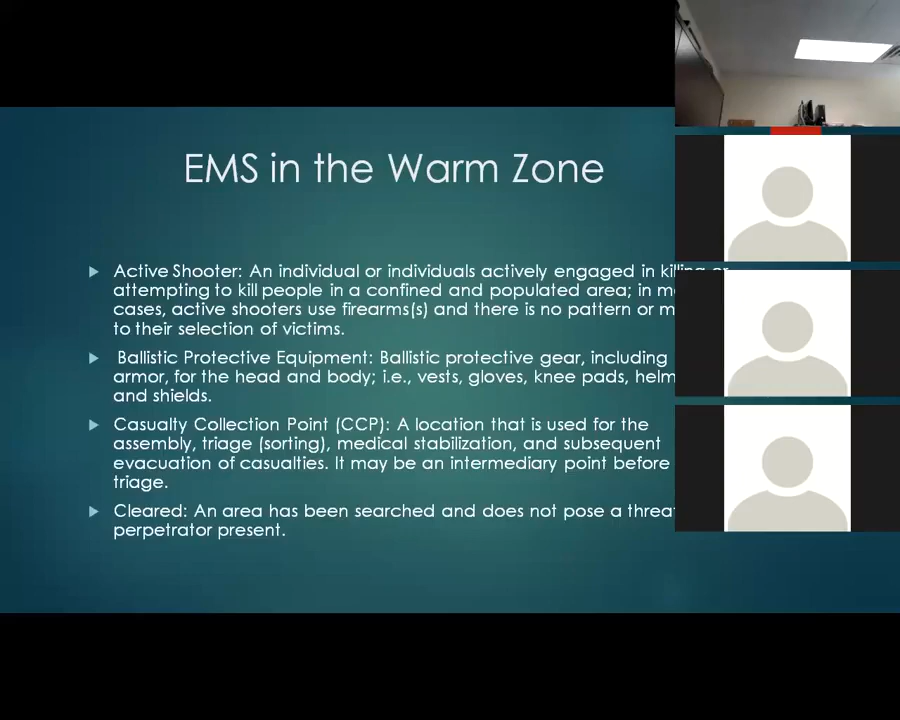 EMS in the Warm Zone
Active Shooter: An individual or individuals actively engaged in killing or
attempting to kill people in a confined and populated area; in
cases, active shooters use firearms(s) and there is no pattern or
to their selection of victims.
Ballistic Protective Equipment: Ballistic protective gear, including
armor, for the head and body; i.e., vests, gloves, knee pads,
and shields.
Casualty Collection Point (CCP): A location that is used for the
assembly, triage (sorting), medical stabilization, and subsequent
evacuation of casualties. It may be an intermediary point before
triage.
Cleared: An area has been searched and does not pose a threat
perpetrator present.